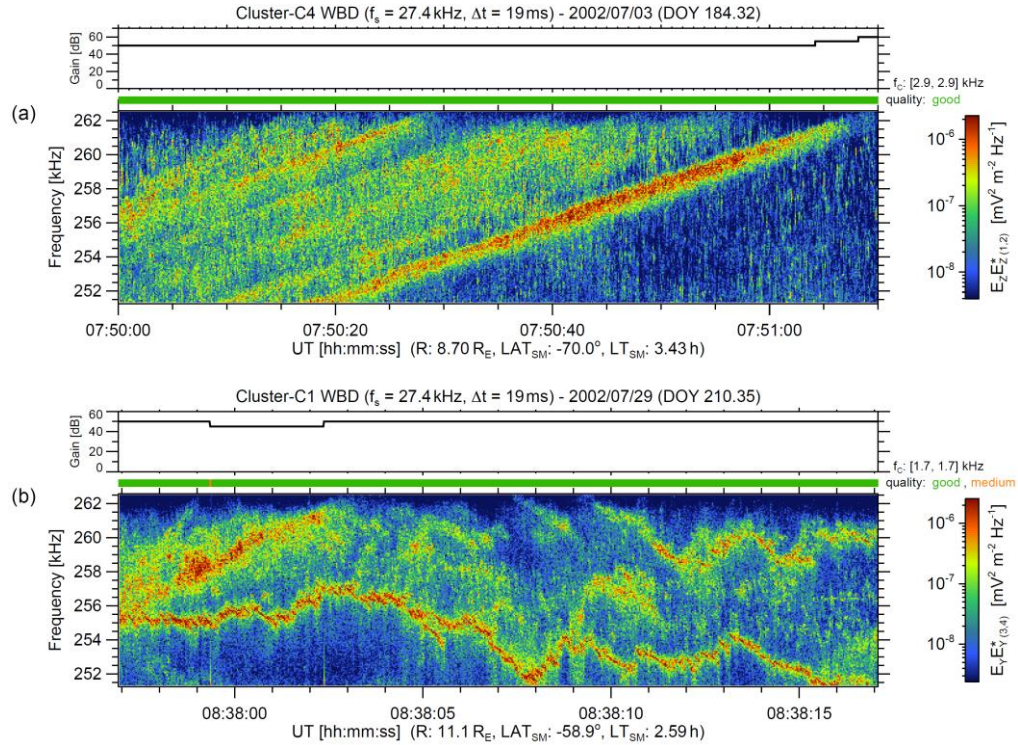 Cluster-C4 WBD (fs = 27.4 kHz, Δt = 19 ms) - 2002/07/03 (DOY 184.32)
Gain [dB]
60
40
20
0
fC: [2.9, 2.9] kHz
quality: good
(a)
Frequency [kHz]
262
260
258
256
254
252
10⁻⁶
10⁻⁷
10⁻⁸
EZE*Z (1,2) [mV² m⁻² Hz⁻¹]
07:50:00 07:50:20 07:50:40 07:51:00
UT [hh:mm:ss] (R: 8.70 RE, LATSM: -70.0°, LTSM: 3.43 h)
Cluster-C1 WBD (fs = 27.4 kHz, Δt = 19 ms) - 2002/07/29 (DOY 210.35)
Gain [dB]
60
40
20
0
fC: [1.7, 1.7] kHz
quality: good , medium
(b)
Frequency [kHz]
262
260
258
256
254
252
10⁻⁶
10⁻⁷
10⁻⁸
EYE*Y (3,4) [mV² m⁻² Hz⁻¹]
08:38:00 08:38:05 08:38:10 08:38:15
UT [hh:mm:ss] (R: 11.1 RE, LATSM: -58.9°, LTSM: 2.59 h)